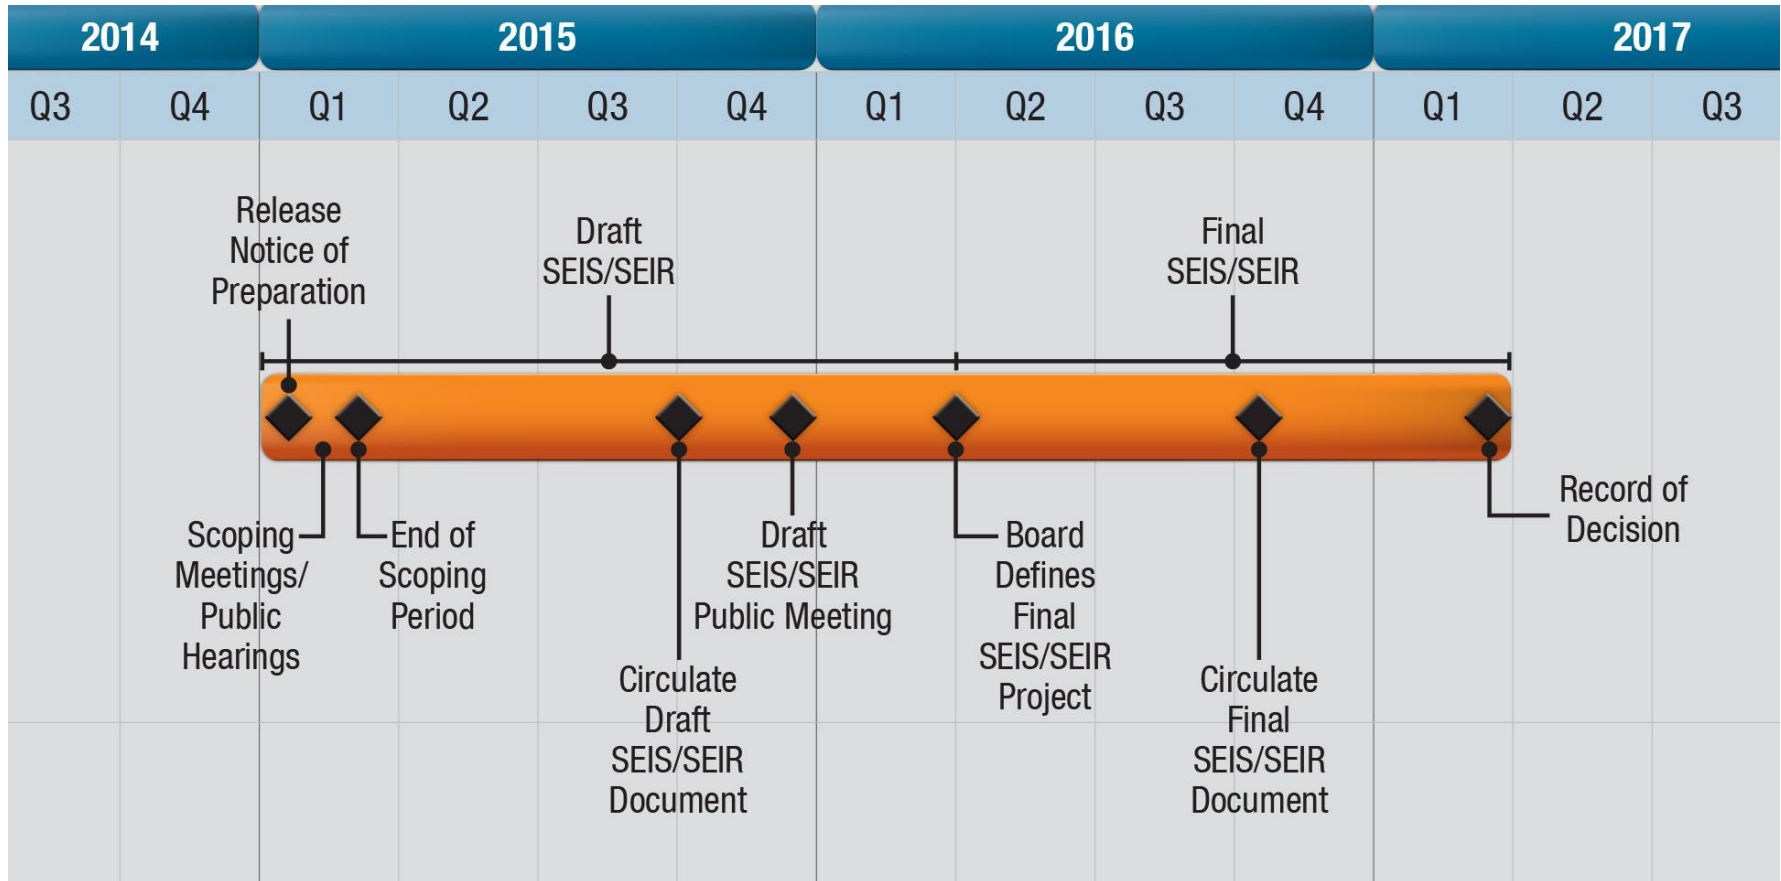 2014 2015 2016 2017
Q3 Q4 Q1 Q2 Q3 Q4 Q1 Q2 Q3 Q4 Q1 Q2 Q3
Release
Notice of
Preparation
Draft
SEIS/SEIR
Final
SEIS/SEIR
Scoping
Meetings/
Public
Hearings
End of
Scoping
Period
Circulate
Draft
SEIS/SEIR
Document
Draft
SEIS/SEIR
Public Meeting
Board
Defines
Final
SEIS/SEIR
Project
Circulate
Final
SEIS/SEIR
Document
Record of
Decision